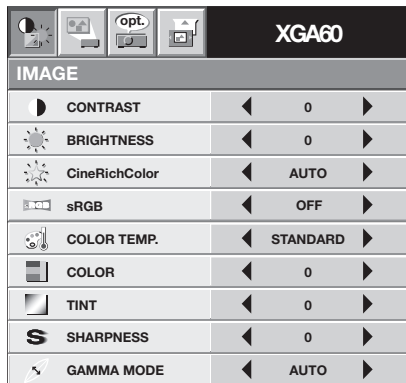 opt.
XGA60
IMAGE
CONTRAST 0
BRIGHTNESS 0
CineRichColor AUTO
sRGB OFF
COLOR TEMP. STANDARD
COLOR 0
TINT 0
SHARPNESS 0
GAMMA MODE AUTO